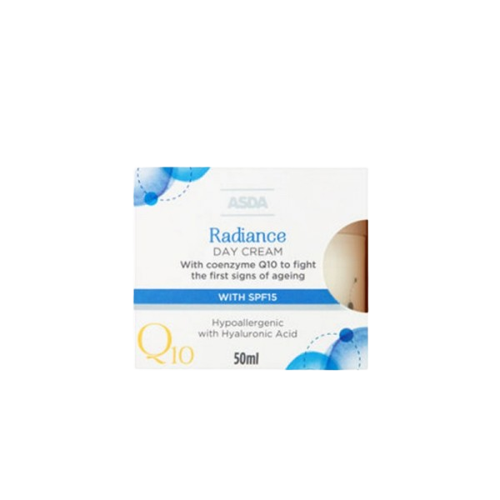 ASDA
Radiance
DAY CREAM
With coenzyme Q10 to fight
the first signs of ageing
WITH SPF15
Hypoallergenic
with Hyaluronic Acid
Q10
50ml